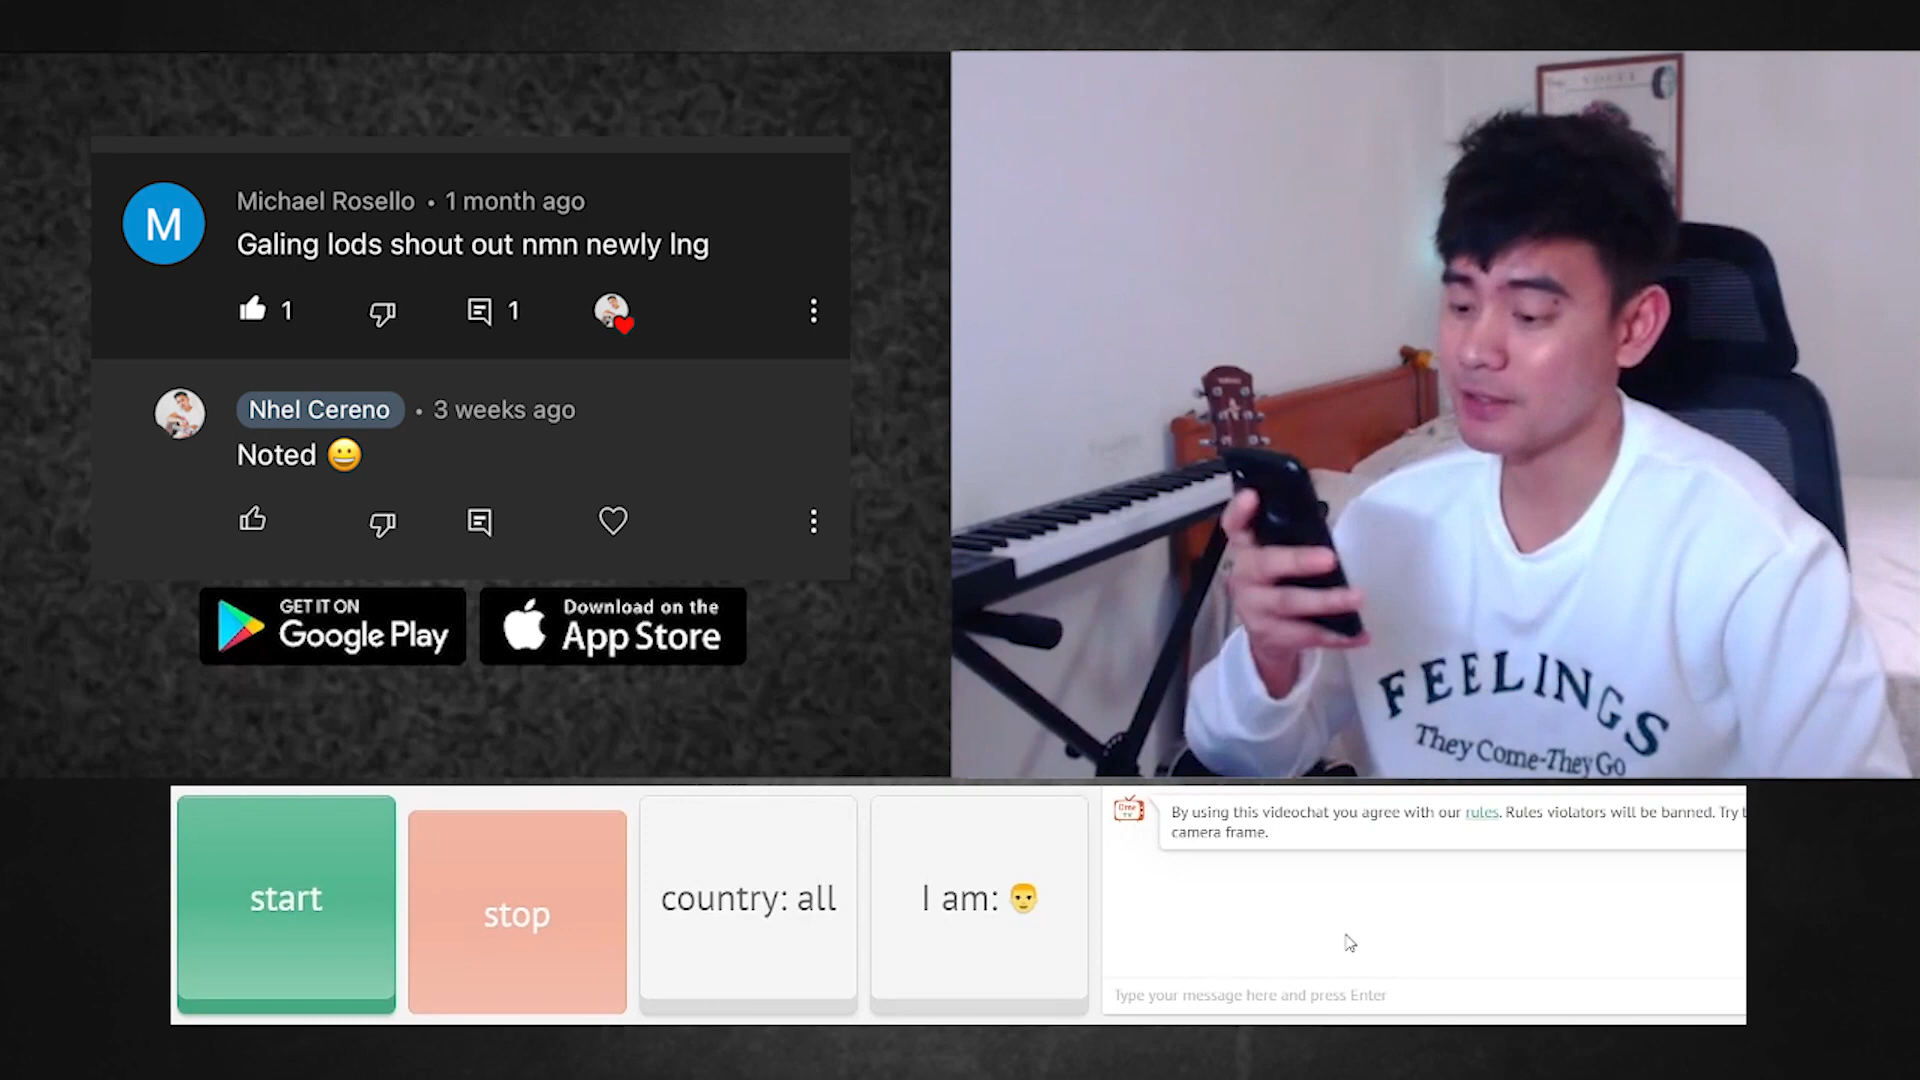 M
Michael Rosello • 1 month ago
Galing lods shout out nmn newly lng
1
1
Nhel Cereno • 3 weeks ago
Noted 😀
GET IT ON
Google Play
Download on the
App Store
FEELINGS
They Come-They Go
start
stop
country: all
I am: 👨
Ome
TV
By using this videochat you agree with our rules. Rules violators will be banned. Try t
camera frame.
Type your message here and press Enter